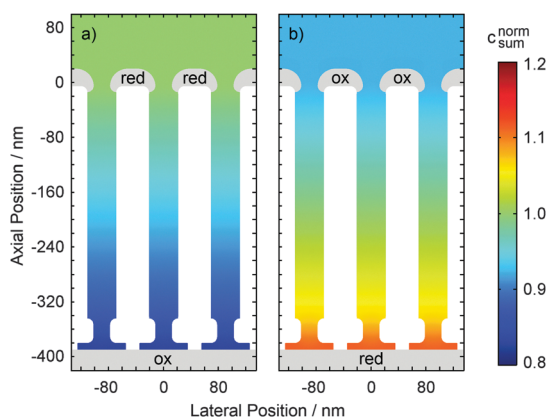 a)
b)
c norm sum
red red
ox ox
80
0
-80
-160
-240
-320
-400
Axial Position / nm
ox
red
-80 0 80
-80 0 80
Lateral Position / nm
1.2
1.1
1.0
0.9
0.8